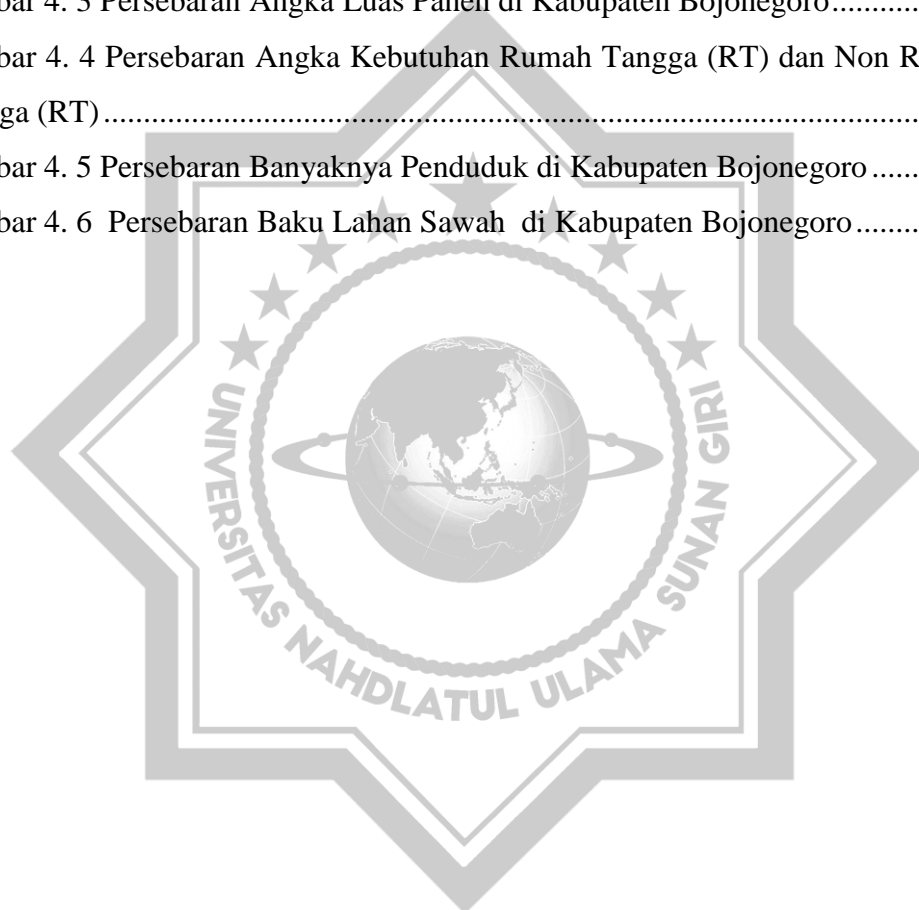 bar 4. 3 Persebaran Angka Luas Panen di Kabupaten Bojonegoro...........
bar 4. 4 Persebaran Angka Kebutuhan Rumah Tangga (RT) dan Non R
ga (RT)......................................................................................................
bar 4. 5 Persebaran Banyaknya Penduduk di Kabupaten Bojonegoro.......
bar 4. 6 Persebaran Baku Lahan Sawah di Kabupaten Bojonegoro.........
UNIVERSITAS NAHDLATUL ULAMA SUNAN GIRI